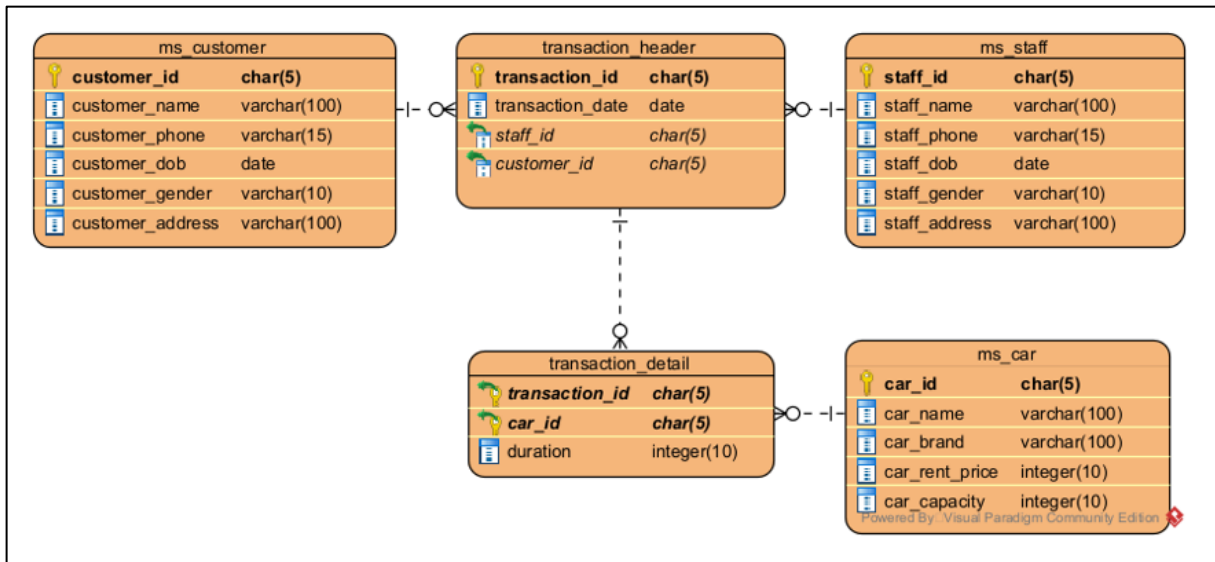 ms_customer
customer_id char(5)
customer_name varchar(100)
customer_phone varchar(15)
customer_dob date
customer_gender varchar(10)
customer_address varchar(100)
transaction_header
transaction_id char(5)
transaction_date date
staff_id char(5)
customer_id char(5)
ms_staff
staff_id char(5)
staff_name varchar(100)
staff_phone varchar(15)
staff_dob date
staff_gender varchar(10)
staff_address varchar(100)
transaction_detail
transaction_id char(5)
car_id char(5)
duration integer(10)
ms_car
car_id char(5)
car_name varchar(100)
car_brand varchar(100)
car_rent_price integer(10)
car_capacity integer(10)
Powered By Visual Paradigm Community Edition